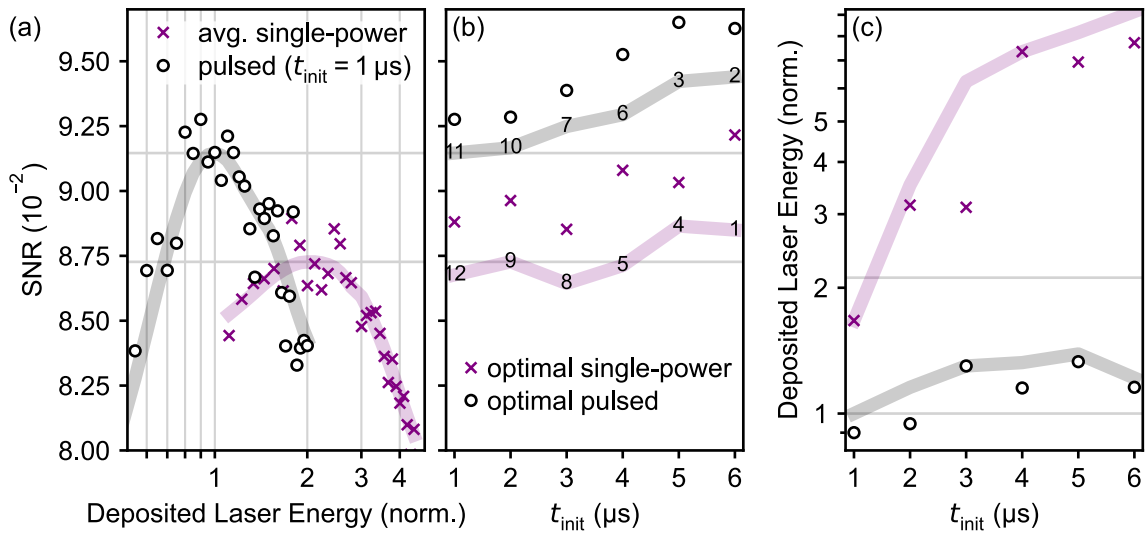 (a)
× avg. single-power
○ pulsed (t_init = 1 µs)
SNR (10⁻²)
9.50
9.25
9.00
8.75
8.50
8.25
8.00
1 2 3 4
Deposited Laser Energy (norm.)
(b)
11 10 7 6 3 2
12 9 8 5 4 1
× optimal single-power
○ optimal pulsed
1 2 3 4 5 6
t_init (µs)
(c)
Deposited Laser Energy (norm.)
5
4
3
2
1
1 2 3 4 5 6
t_init (µs)